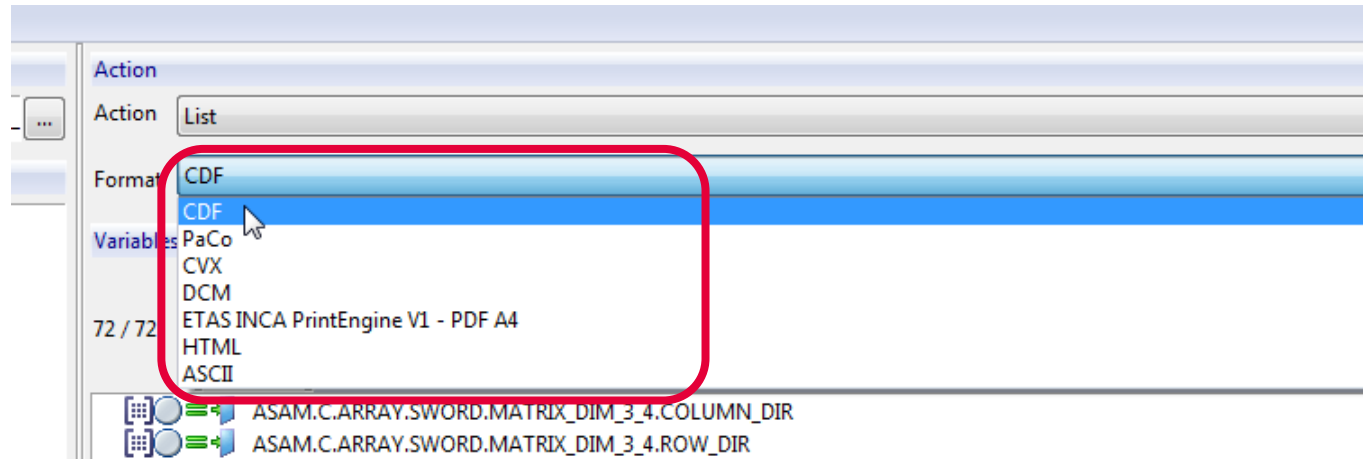 Action
...
Action List
Format CDF
CDF
Variables PaCo
CVX
DCM
72 / 72 ETAS INCA PrintEngine V1 - PDF A4
HTML
ASCII
ASAM.C.ARRAY.SWORD.MATRIX_DIM_3_4.COLUMN_DIR
ASAM.C.ARRAY.SWORD.MATRIX_DIM_3_4.ROW_DIR